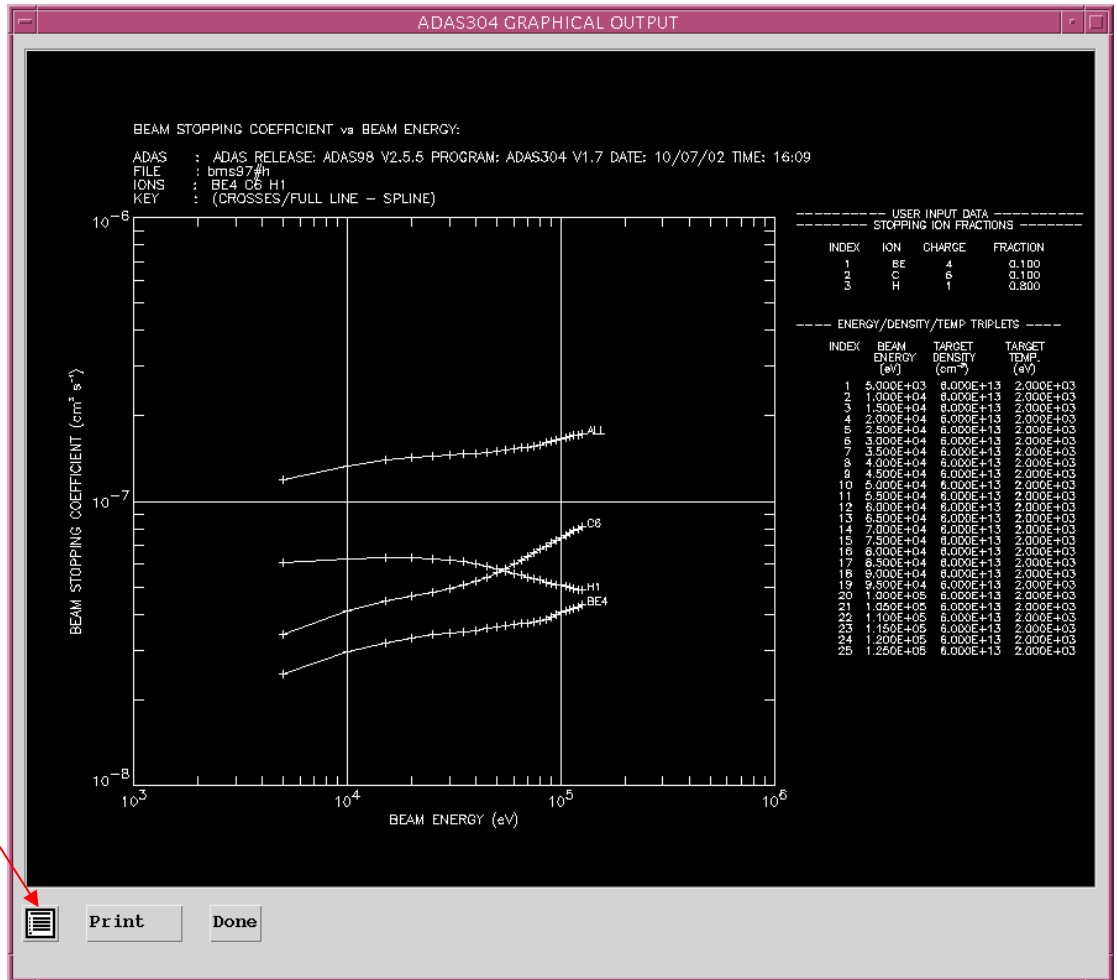 ADAS304 GRAPHICAL OUTPUT
BEAM STOPPING COEFFICIENT vs BEAM ENERGY:
ADAS : ADAS RELEASE: ADAS98 V2.5.5 PROGRAM: ADAS304 V1.7 DATE: 10/07/02 TIME: 16:09
FILE : bms97#h
IONS : BE4 C6 H1
KEY : (CROSSES/FULL LINE – SPLINE)
10⁻⁶
10⁻⁷
10⁻⁸
BEAM STOPPING COEFFICIENT (cm³ s⁻¹)
ALL
C6
H1
BE4
10³ 10⁴ 10⁵ 10⁶
BEAM ENERGY (eV)
---------- USER INPUT DATA ----------
-------- STOPPING ION FRACTIONS -------
INDEX ION CHARGE FRACTION
1 BE 4 0.100
2 C 6 0.100
3 H 1 0.800
---- ENERGY/DENSITY/TEMP TRIPLETS ----
INDEX BEAM TARGET TARGET
ENERGY DENSITY TEMP.
(eV) (cm⁻³) (eV)
1 5.000E+03 6.000E+13 2.000E+03
2 1.000E+04 6.000E+13 2.000E+03
3 1.500E+04 6.000E+13 2.000E+03
4 2.000E+04 6.000E+13 2.000E+03
5 2.500E+04 6.000E+13 2.000E+03
6 3.000E+04 6.000E+13 2.000E+03
7 3.500E+04 6.000E+13 2.000E+03
8 4.000E+04 6.000E+13 2.000E+03
9 4.500E+04 6.000E+13 2.000E+03
10 5.000E+04 6.000E+13 2.000E+03
11 5.500E+04 6.000E+13 2.000E+03
12 6.000E+04 6.000E+13 2.000E+03
13 6.500E+04 6.000E+13 2.000E+03
14 7.000E+04 6.000E+13 2.000E+03
15 7.500E+04 6.000E+13 2.000E+03
16 8.000E+04 6.000E+13 2.000E+03
17 8.500E+04 6.000E+13 2.000E+03
18 9.000E+04 6.000E+13 2.000E+03
19 9.500E+04 6.000E+13 2.000E+03
20 1.000E+05 6.000E+13 2.000E+03
21 1.050E+05 6.000E+13 2.000E+03
22 1.100E+05 6.000E+13 2.000E+03
23 1.150E+05 6.000E+13 2.000E+03
24 1.200E+05 6.000E+13 2.000E+03
25 1.250E+05 6.000E+13 2.000E+03
Print Done